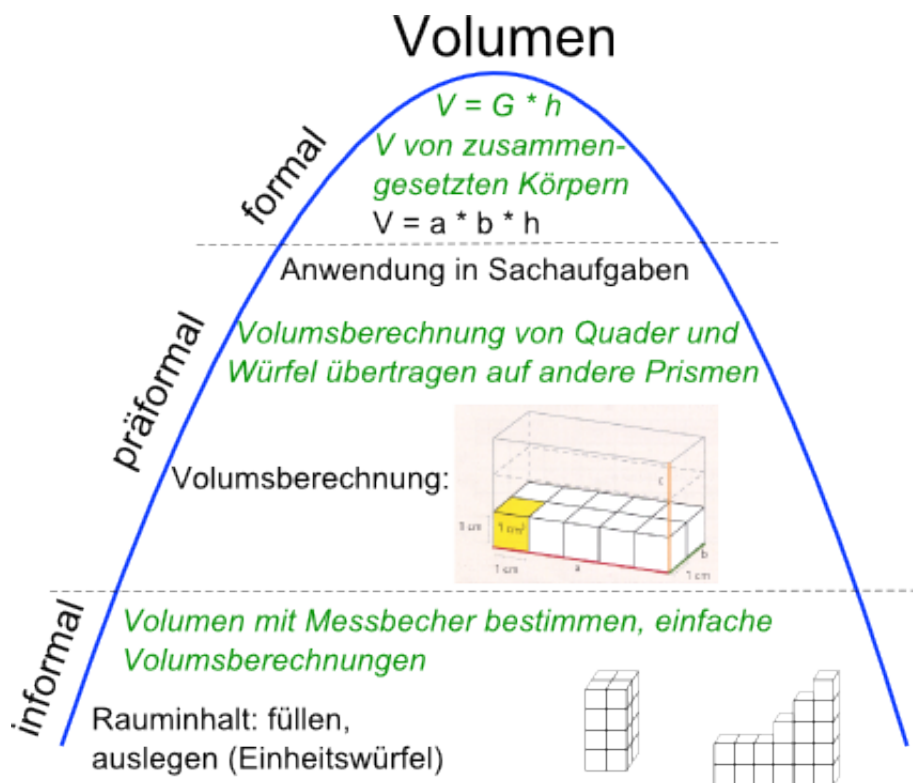 Volumen
V = G * h
V von zusammen-
gesetzten Körpern
V = a * b * h
formal
Anwendung in Sachaufgaben
Volumsberechnung von Quader und
Würfel übertragen auf andere Prismen
präformal
Volumsberechnung:
c
1 cm
1 cm³
1 cm
a
b
1 cm
Volumen mit Messbecher bestimmen, einfache
Volumsberechnungen
informal
Rauminhalt: füllen,
auslegen (Einheitswürfel)